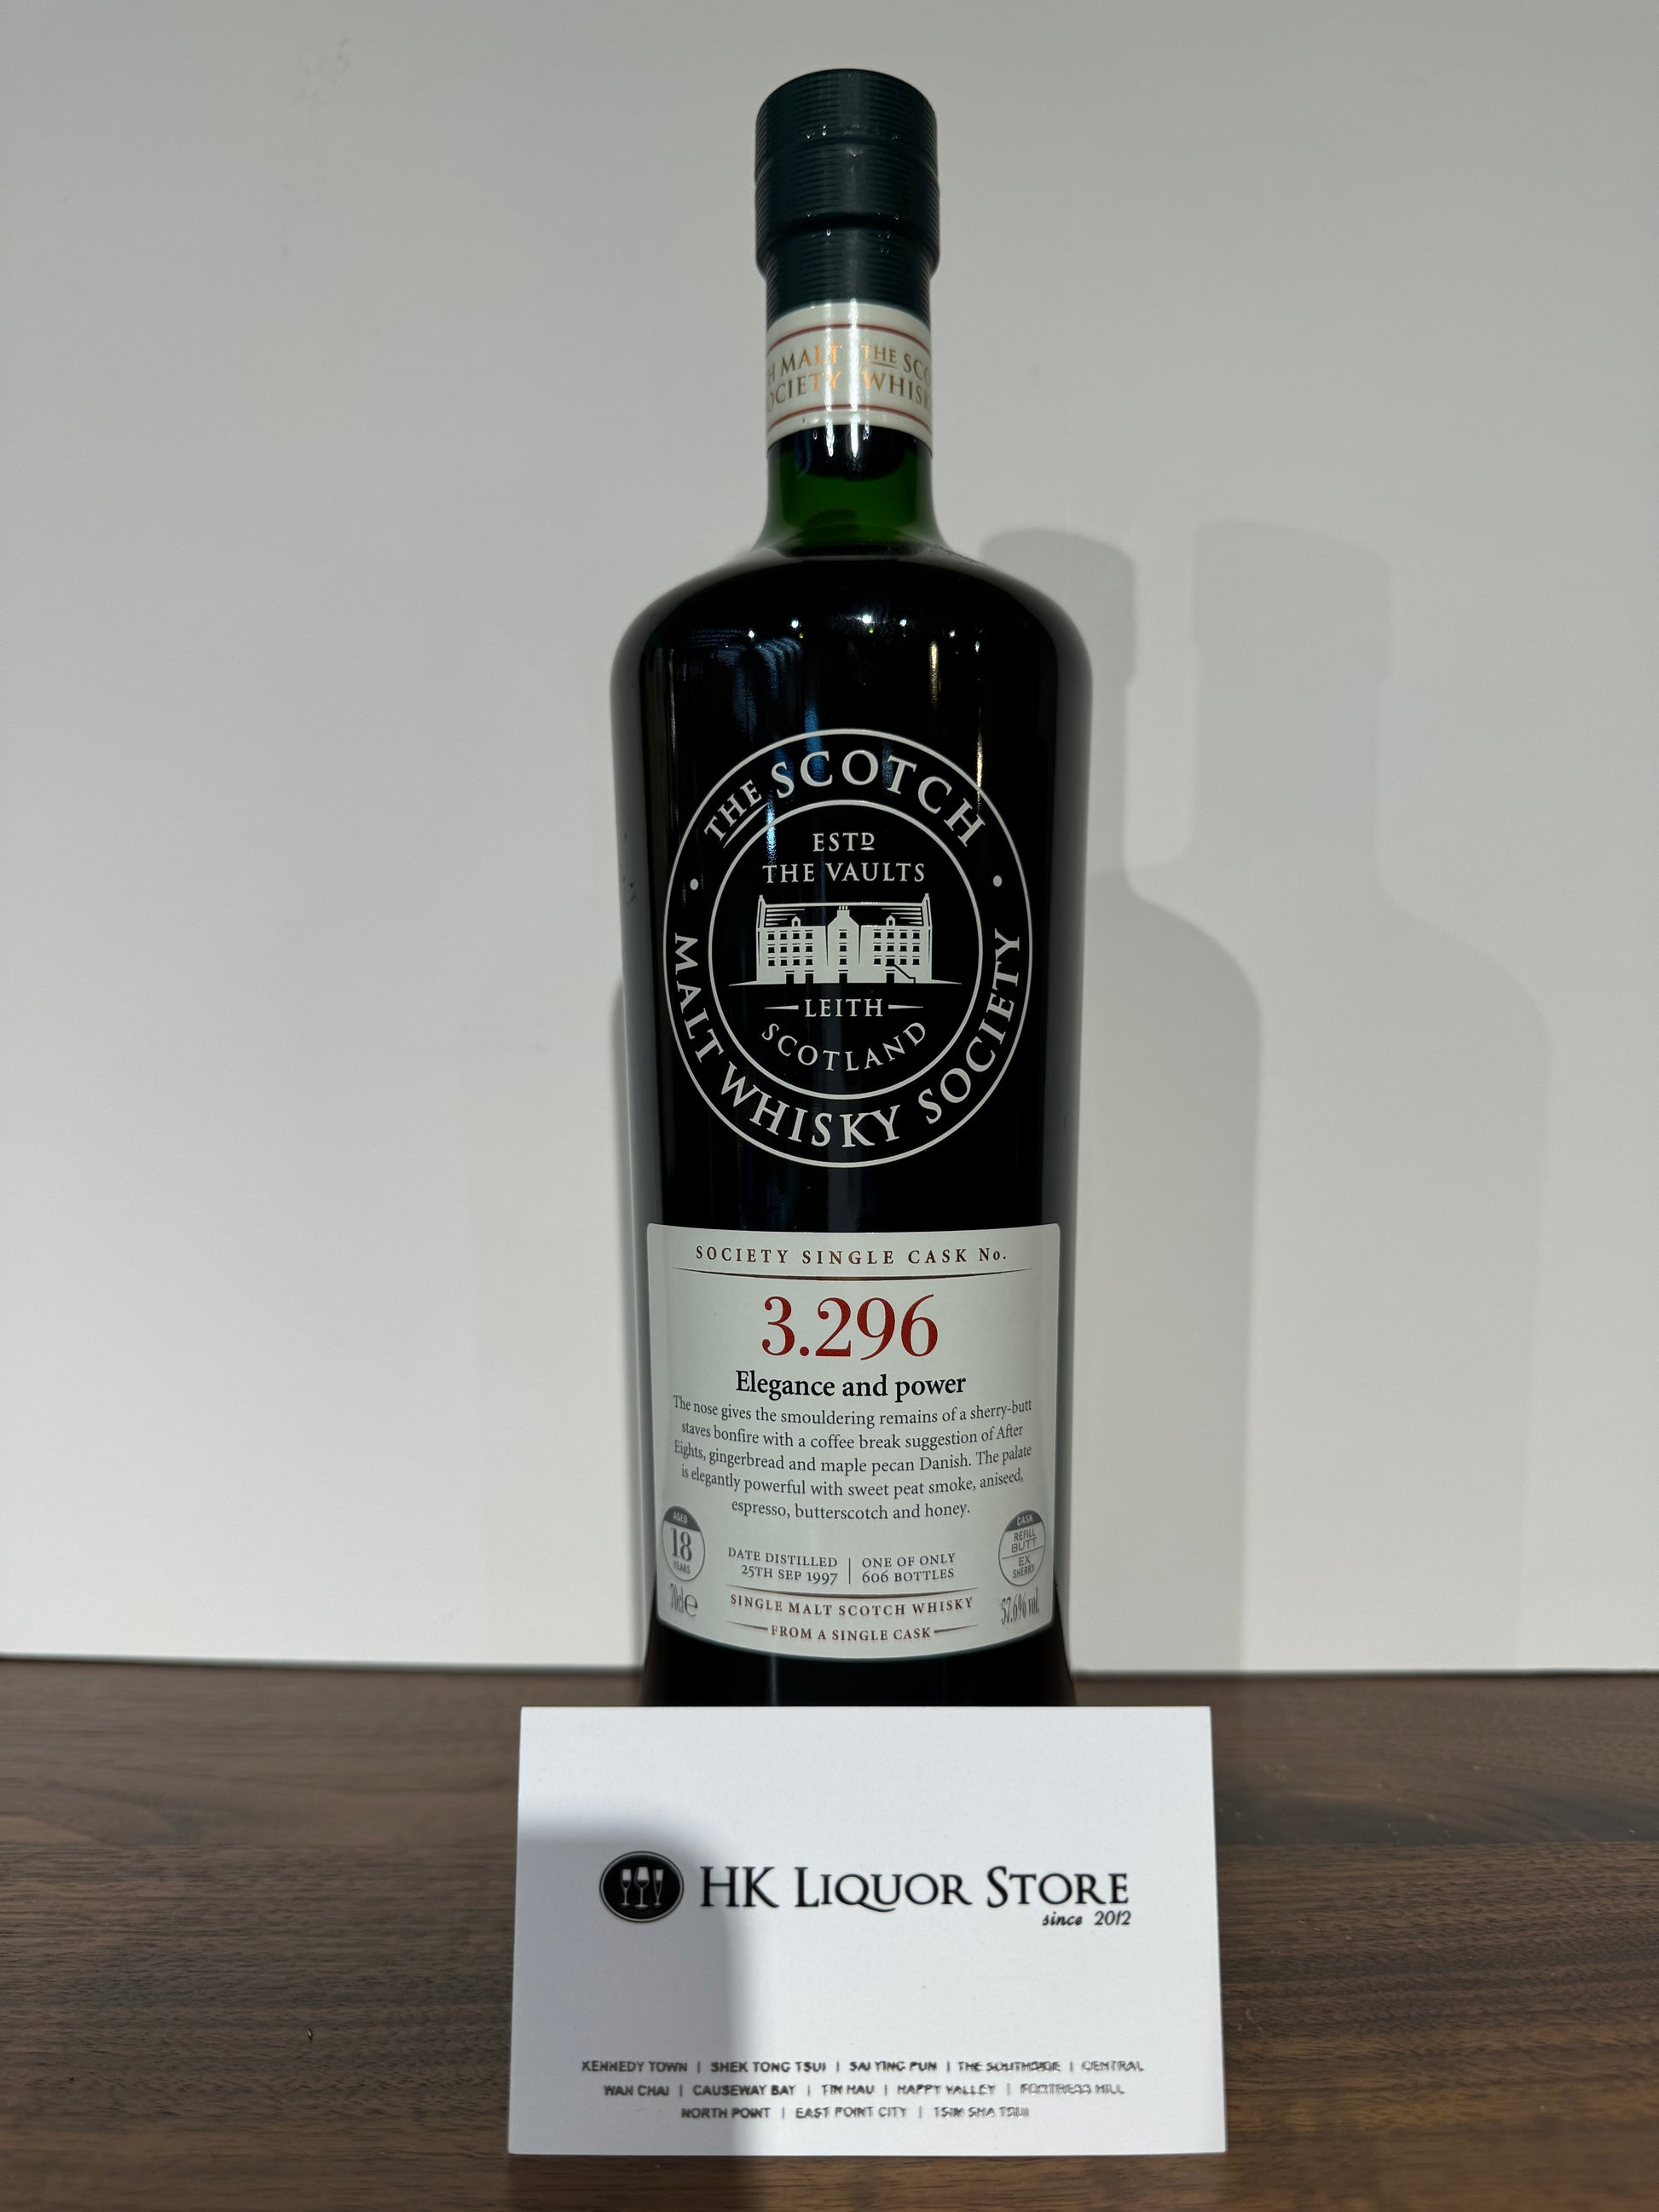 H MALT THE SCO
OCIETY WHISK
THE SCOTCH
ESTD
THE VAULTS
LEITH
SCOTLAND
MALT WHISKY SOCIETY
SOCIETY SINGLE CASK No.
3.296
Elegance and power
The nose gives the smouldering remains of a sherry-butt
staves bonfire with a coffee break suggestion of After
Eights, gingerbread and maple pecan Danish. The palate
is elegantly powerful with sweet peat smoke, aniseed,
espresso, butterscotch and honey.
AGED
18
YEARS
CASK
REFILL
BUTT
EX
SHERRY
DATE DISTILLED | ONE OF ONLY
25TH SEP 1997 | 606 BOTTLES
70cl e
57.6% vol.
SINGLE MALT SCOTCH WHISKY
FROM A SINGLE CASK
HK LIQUOR STORE
since 2012
KENNEDY TOWN | SHEK TONG TSUI | SAI YING PUN | THE SOUTHSIDE | CENTRAL
WAN CHAI | CAUSEWAY BAY | TIN HAU | HAPPY VALLEY | FORTRESS HILL
NORTH POINT | EAST POINT CITY | TSIM SHA TSUI